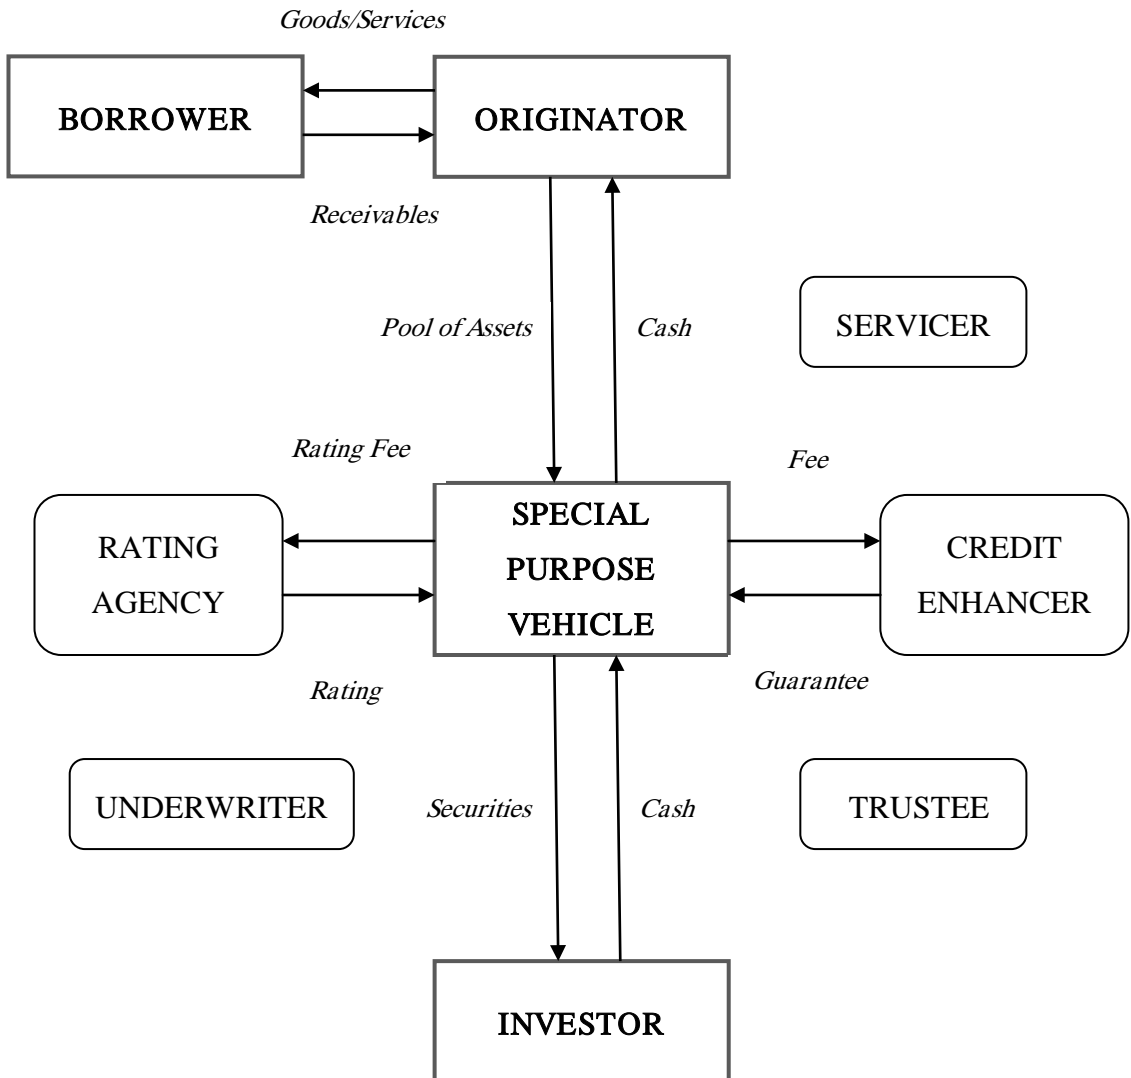 Goods/Services
BORROWER
ORIGINATOR
Receivables
Pool of Assets
Cash
SERVICER
Rating Fee
Fee
RATING
AGENCY
SPECIAL
PURPOSE
VEHICLE
CREDIT
ENHANCER
Rating
Guarantee
UNDERWRITER
Securities
Cash
TRUSTEE
INVESTOR